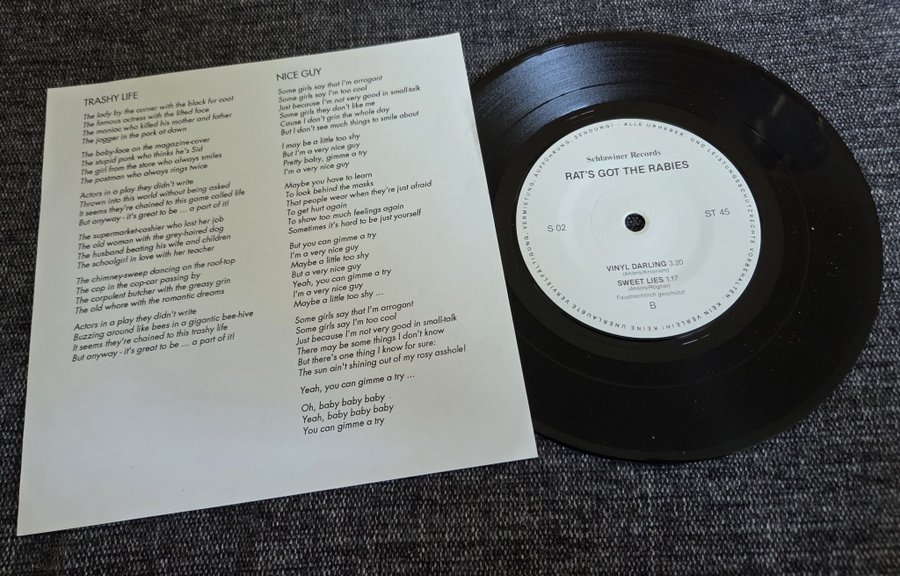 TRASHY LIFE
The lady by the corner with the black fur coat
The famous actress with the lifted face
The maniac who killed his mother and father
The jogger in the park at dawn
The baby-face on the magazine-cover
The stupid punk who thinks he's Sid
The girl from the store who always smiles
The postman who always rings twice
Actors in a play they didn't write
Thrown into this world without being asked
It seems they're chained to this game called life
But anyway - it's great to be ... a part of it!
The supermarket-cashier who lost her job
The old woman with the grey-haired dog
The husband beating his wife and children
The schoolgirl in love with her teacher
The chimney-sweep dancing on the roof-top
The cop in the cop-car passing by
The corpulent butcher with the greasy grin
The old whore with the romantic dreams
Actors in a play they didn't write
Buzzing around like bees in a gigantic bee-hive
It seems they're chained to this trashy life
But anyway - it's great to be ... a part of it!
NICE GUY
Some girls say that I'm arrogant
Some girls say I'm too cool
Just because I'm not very good in small-talk
Some girls they don't like me
Cause I don't grin the whole day
But I don't see much things to smile about
I may be a little too shy
But I'm a very nice guy
Pretty baby, gimme a try
I'm a very nice guy
Maybe you have to learn
To look behind the masks
That people wear when they're just afraid
To get hurt again
To show too much feelings again
Sometimes it's hard to be just yourself
But you can gimme a try
I'm a very nice guy
Maybe a little too shy
But a very nice guy
Yeah, you can gimme a try
I'm a very nice guy
Maybe a little too shy ...
Some girls say that I'm arrogant
Some girls say I'm too cool
Just because I'm not very good in small-talk
There may be some things I don't know
But there's one thing I know for sure:
The sun ain't shining out of my rosy asshole!
Yeah, you can gimme a try ...
Oh, baby baby baby
Yeah, baby baby baby
You can gimme a try
ALLE URHEBER- UND LEISTUNGSSCHUTZRECHTE VORBEHALTEN. KEIN VERLEIH! KEINE UNERLAUBTE VERVIELFÄLTIGUNG, VERMIETUNG, AUFFÜHRUNG, SENDUNG! -
Schlawiner Records
RAT'S GOT THE RABIES
S 02
ST 45
VINYL DARLING 3.20
(Ahlers/Knieriem)
SWEET LIES 1:17
(Ahlers/Rogner)
Faustrechtlich geschützt
B